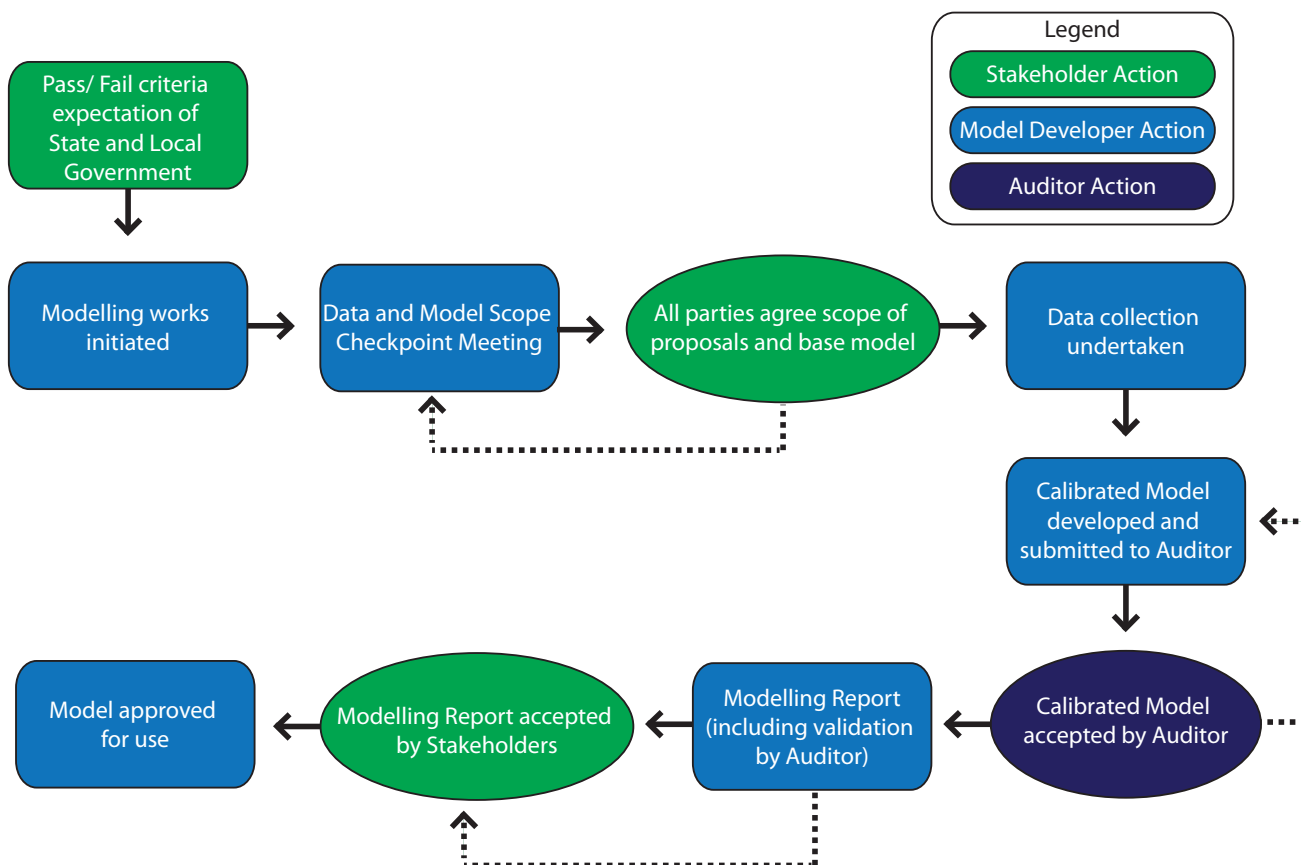 Legend
Stakeholder Action
Model Developer Action
Auditor Action
Pass/ Fail criteria
expectation of
State and Local
Government
Modelling works
initiated
Data and Model Scope
Checkpoint Meeting
All parties agree scope of
proposals and base model
Data collection
undertaken
Calibrated Model
developed and
submitted to Auditor
Calibrated Model
accepted by Auditor
Modelling Report
(including validation
by Auditor)
Modelling Report accepted
by Stakeholders
Model approved
for use